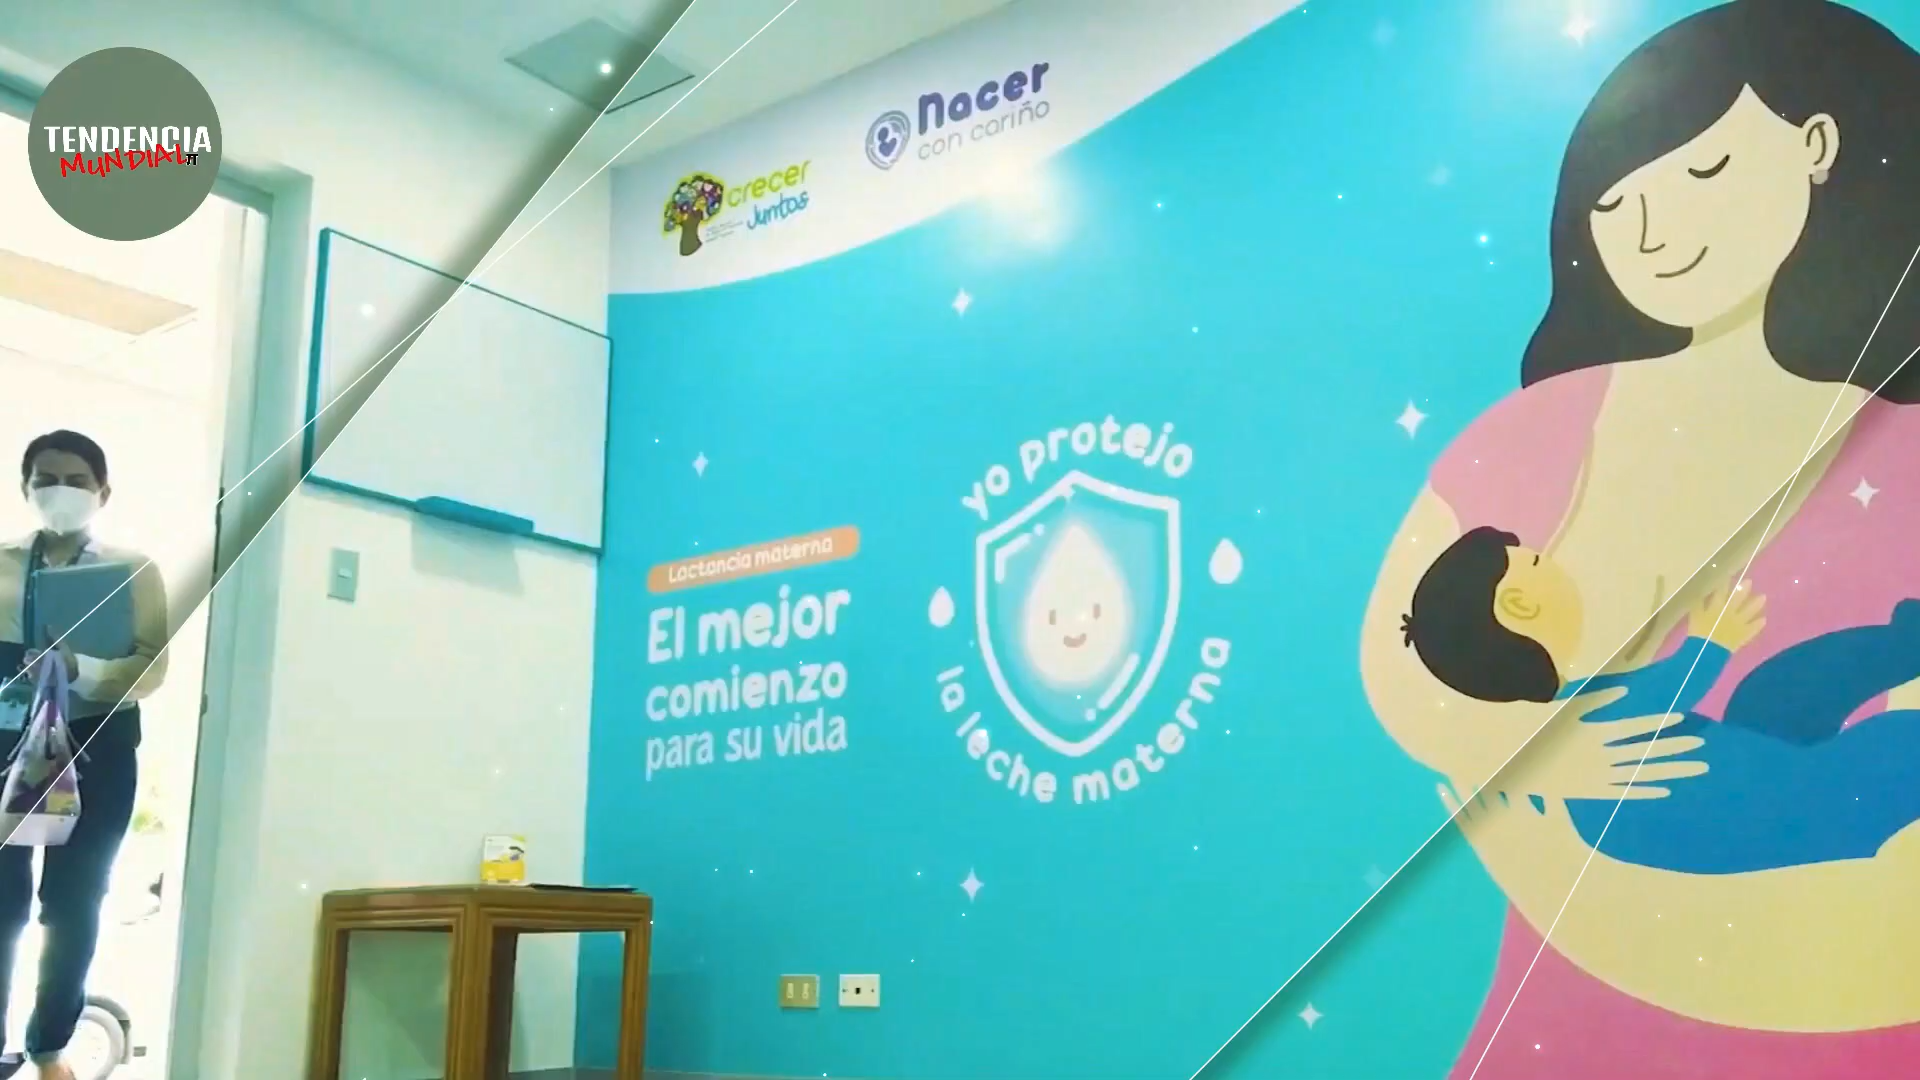 TENDENCIA
MUNDIAL
Nacer
con cariño
crecer
Juntos
yo protejo
la leche materna
Lactancia materna
El mejor
comienzo
para su vida